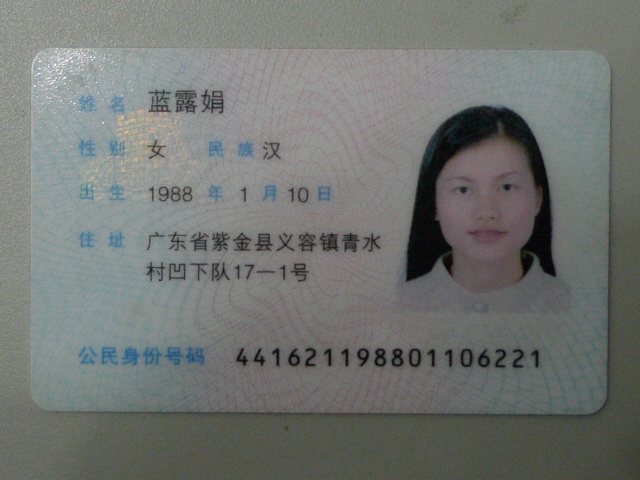 姓名 蓝露娟
性别 女 民族 汉
出生 1988 年 1 月 10 日
住址 广东省紫金县义容镇青水
村凹下队17—1号
公民身份号码 441621198801106221